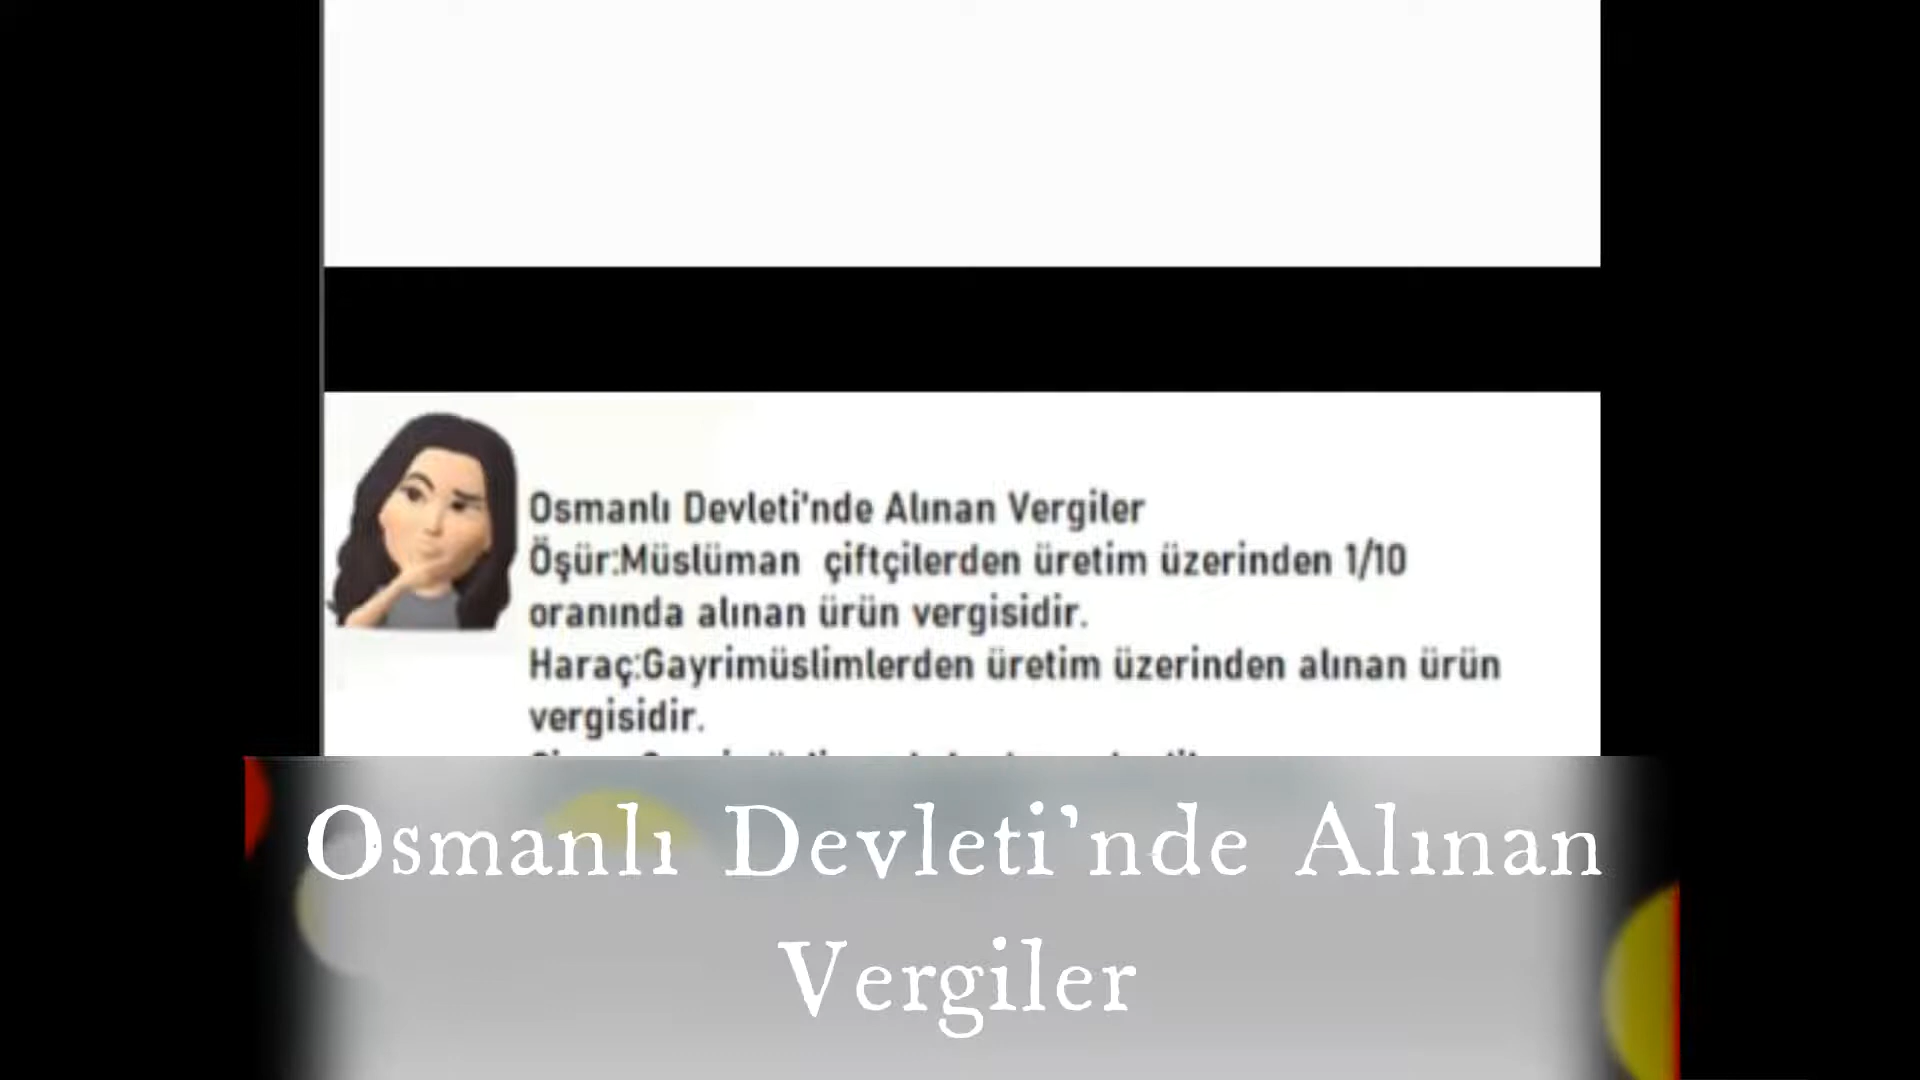 Osmanlı Devleti'nde Alınan Vergiler
Öşür:Müslüman çiftçilerden üretim üzerinden 1/10
oranında alınan ürün vergisidir.
Haraç:Gayrimüslimlerden üretim üzerinden alınan ürün
vergisidir.
Osmanlı Devleti'nde Alınan
Vergiler